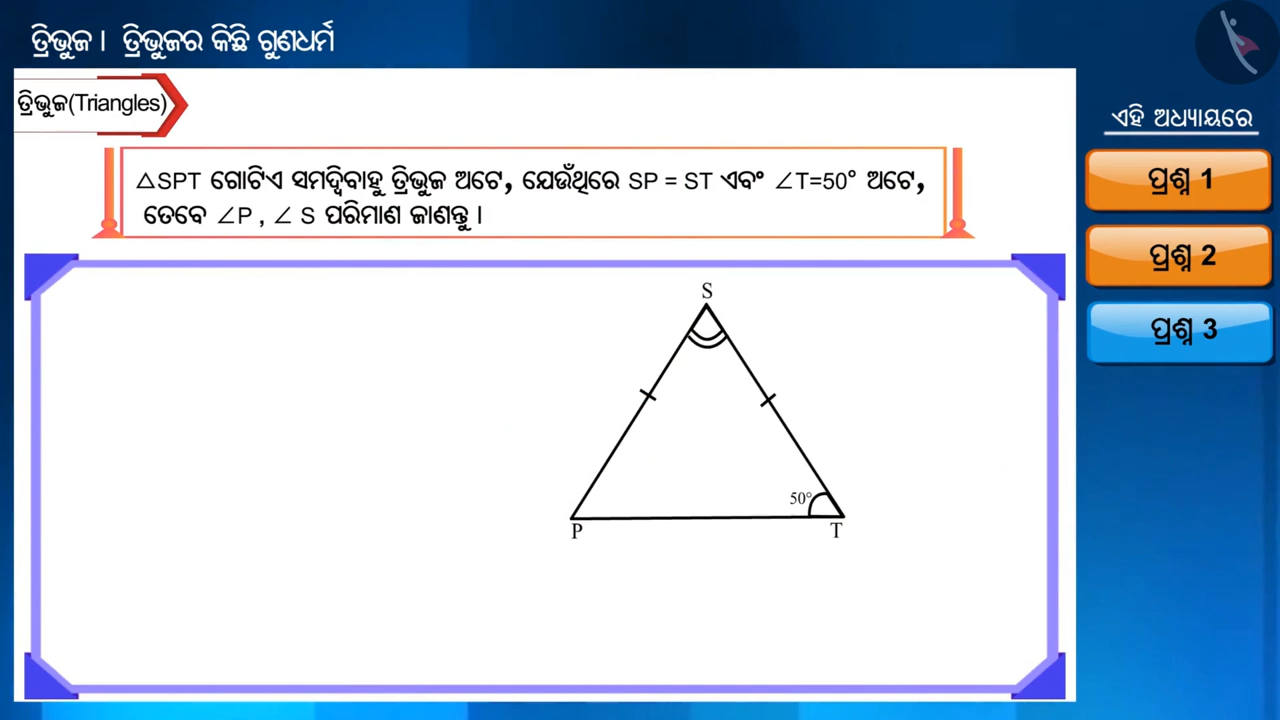 ତ୍ରିଭୁଜ। ତ୍ରିଭୁଜର କିଛି ଗୁଣଧର୍ମ
ତ୍ରିଭୁଜ(Triangles)
ଏହି ଅଧ୍ୟାୟରେ
△SPT ଗୋଟିଏ ସମଦ୍ୱିବାହୁ ତ୍ରିଭୁଜ ଅଟେ, ଯେଉଁଥିରେ SP = ST ଏବଂ ∠T=50° ଅଟେ,
ତେବେ ∠P , ∠ S ପରିମାଣ ଜାଣନ୍ତୁ।
ପ୍ରଶ୍ନ 1
ପ୍ରଶ୍ନ 2
ପ୍ରଶ୍ନ 3
S
50°
P
T